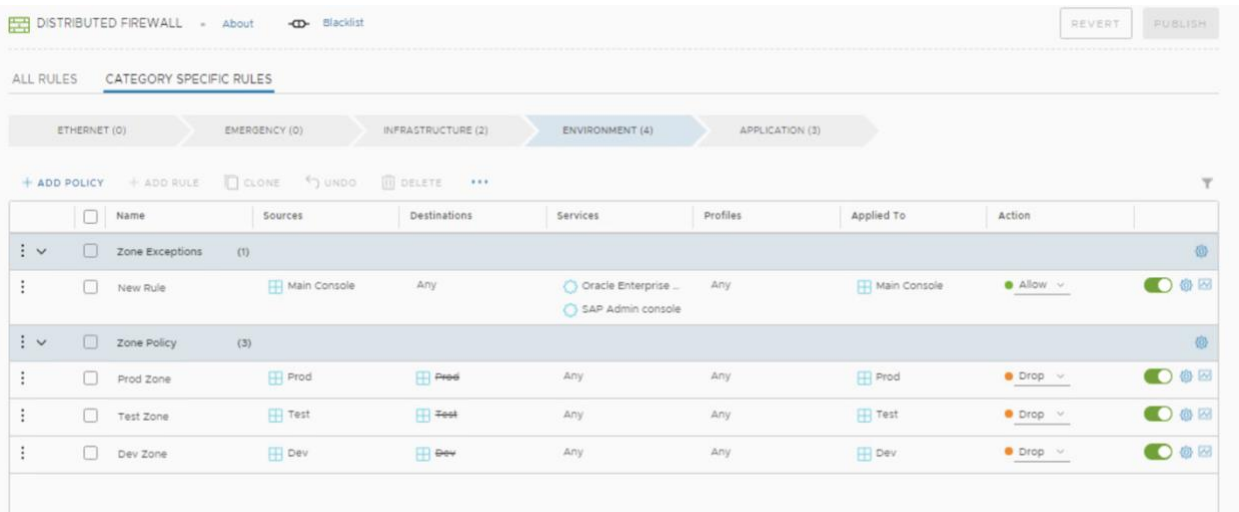 DISTRIBUTED FIREWALL About Blacklist REVERT PUBLISH
ALL RULES CATEGORY SPECIFIC RULES
ETHERNET (0) EMERGENCY (0) INFRASTRUCTURE (2) ENVIRONMENT (4) APPLICATION (3)
+ ADD POLICY + ADD RULE CLONE UNDO DELETE •••
Name Sources Destinations Services Profiles Applied To Action
Zone Exceptions (1)
New Rule Main Console Any Oracle Enterprise ... Any Main Console Allow
SAP Admin console
Zone Policy (3)
Prod Zone Prod Prod Any Any Prod Drop
Test Zone Test Test Any Any Test Drop
Dev Zone Dev Dev Any Any Dev Drop